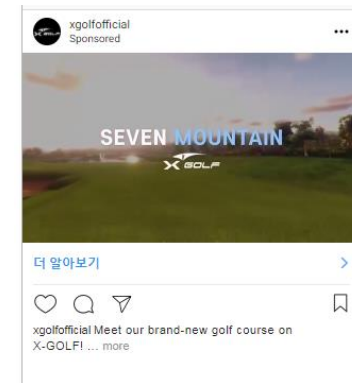 xgolfofficial
Sponsored
SEVEN MOUNTAIN
X GOLF
더 알아보기
xgolfofficial Meet our brand-new golf course on
X-GOLF! ... more